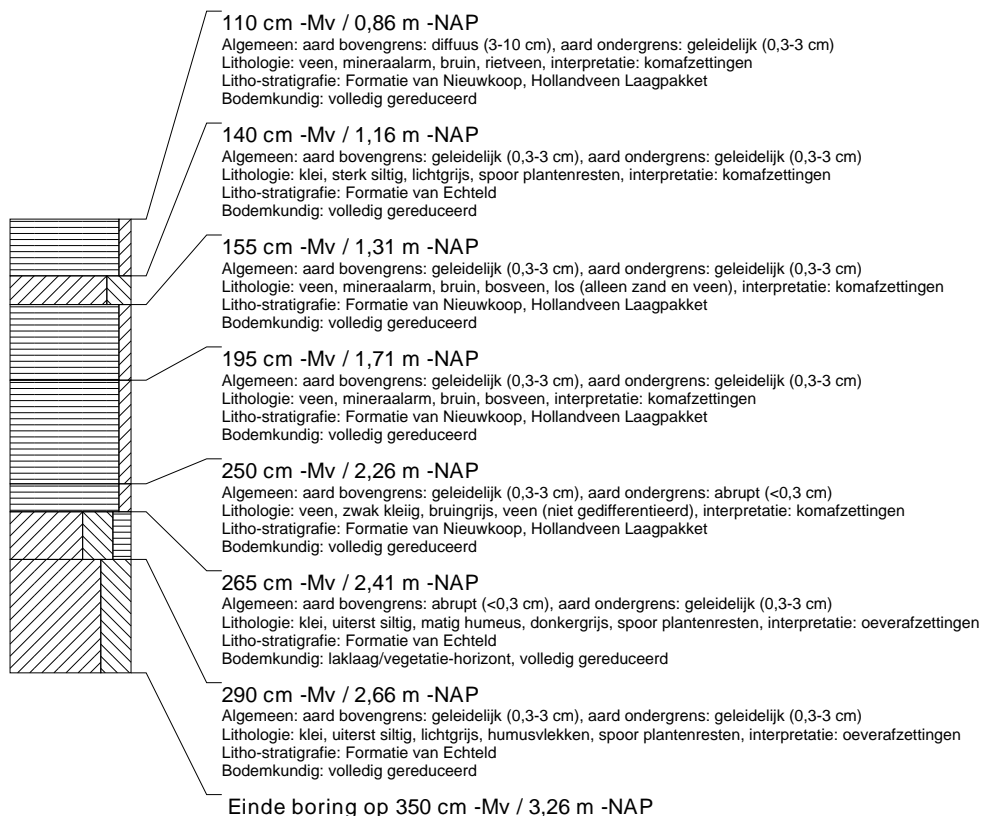 110 cm -Mv / 0,86 m -NAP
Algemeen: aard bovengrens: diffuus (3-10 cm), aard ondergrens: geleidelijk (0,3-3 cm)
Lithologie: veen, mineraalarm, bruin, rietveen, interpretatie: komafzettingen
Litho-stratigrafie: Formatie van Nieuwkoop, Hollandveen Laagpakket
Bodemkundig: volledig gereduceerd
140 cm -Mv / 1,16 m -NAP
Algemeen: aard bovengrens: geleidelijk (0,3-3 cm), aard ondergrens: geleidelijk (0,3-3 cm)
Lithologie: klei, sterk siltig, lichtgrijs, spoor plantenresten, interpretatie: komafzettingen
Litho-stratigrafie: Formatie van Echteld
Bodemkundig: volledig gereduceerd
155 cm -Mv / 1,31 m -NAP
Algemeen: aard bovengrens: geleidelijk (0,3-3 cm), aard ondergrens: geleidelijk (0,3-3 cm)
Lithologie: veen, mineraalarm, bruin, bosveen, los (alleen zand en veen), interpretatie: komafzettingen
Litho-stratigrafie: Formatie van Nieuwkoop, Hollandveen Laagpakket
Bodemkundig: volledig gereduceerd
195 cm -Mv / 1,71 m -NAP
Algemeen: aard bovengrens: geleidelijk (0,3-3 cm), aard ondergrens: geleidelijk (0,3-3 cm)
Lithologie: veen, mineraalarm, bruin, bosveen, interpretatie: komafzettingen
Litho-stratigrafie: Formatie van Nieuwkoop, Hollandveen Laagpakket
Bodemkundig: volledig gereduceerd
250 cm -Mv / 2,26 m -NAP
Algemeen: aard bovengrens: geleidelijk (0,3-3 cm), aard ondergrens: abrupt (<0,3 cm)
Lithologie: veen, zwak kleiig, bruingrijs, veen (niet gedifferentieerd), interpretatie: komafzettingen
Litho-stratigrafie: Formatie van Nieuwkoop, Hollandveen Laagpakket
Bodemkundig: volledig gereduceerd
265 cm -Mv / 2,41 m -NAP
Algemeen: aard bovengrens: abrupt (<0,3 cm), aard ondergrens: geleidelijk (0,3-3 cm)
Lithologie: klei, uiterst siltig, matig humeus, donkergrijs, spoor plantenresten, interpretatie: oeverafzettingen
Litho-stratigrafie: Formatie van Echteld
Bodemkundig: laklaag/vegetatie-horizont, volledig gereduceerd
290 cm -Mv / 2,66 m -NAP
Algemeen: aard bovengrens: geleidelijk (0,3-3 cm), aard ondergrens: geleidelijk (0,3-3 cm)
Lithologie: klei, uiterst siltig, lichtgrijs, humusvlekken, spoor plantenresten, interpretatie: oeverafzettingen
Litho-stratigrafie: Formatie van Echteld
Bodemkundig: volledig gereduceerd
Einde boring op 350 cm -Mv / 3,26 m -NAP